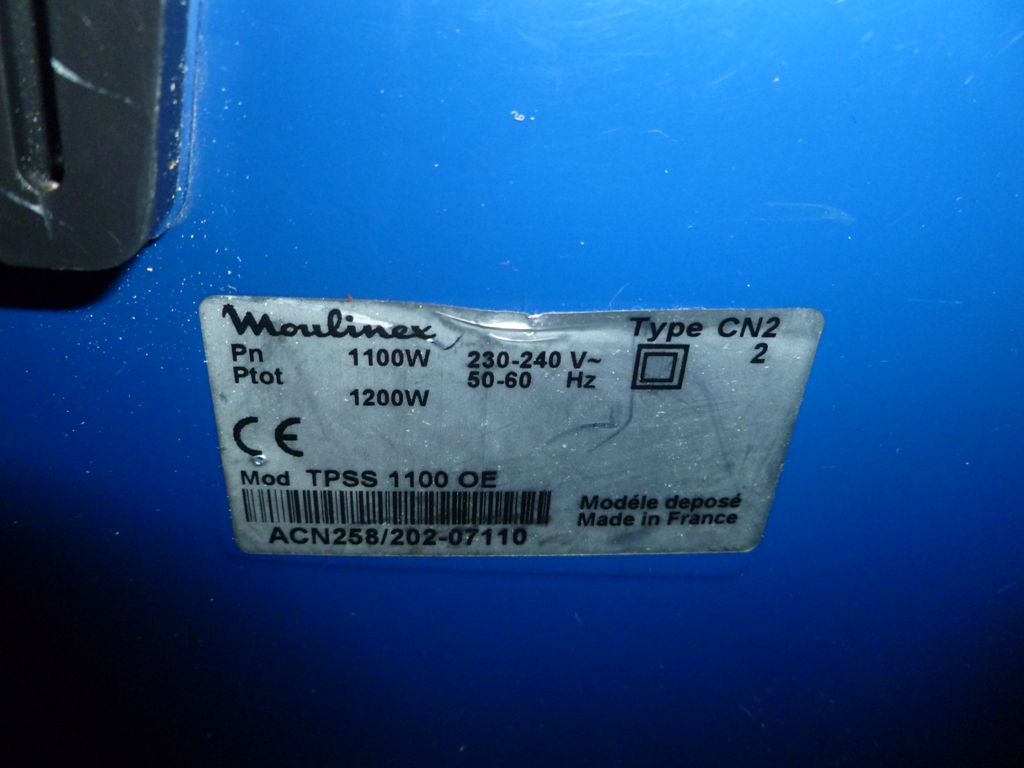 Moulinex Type CN2
Pn 1100W 230-240 V~ 2
Ptot 50-60 Hz
1200W
CE
Mod TPSS 1100 OE
Modéle deposé
Made in France
ACN258/202-07110